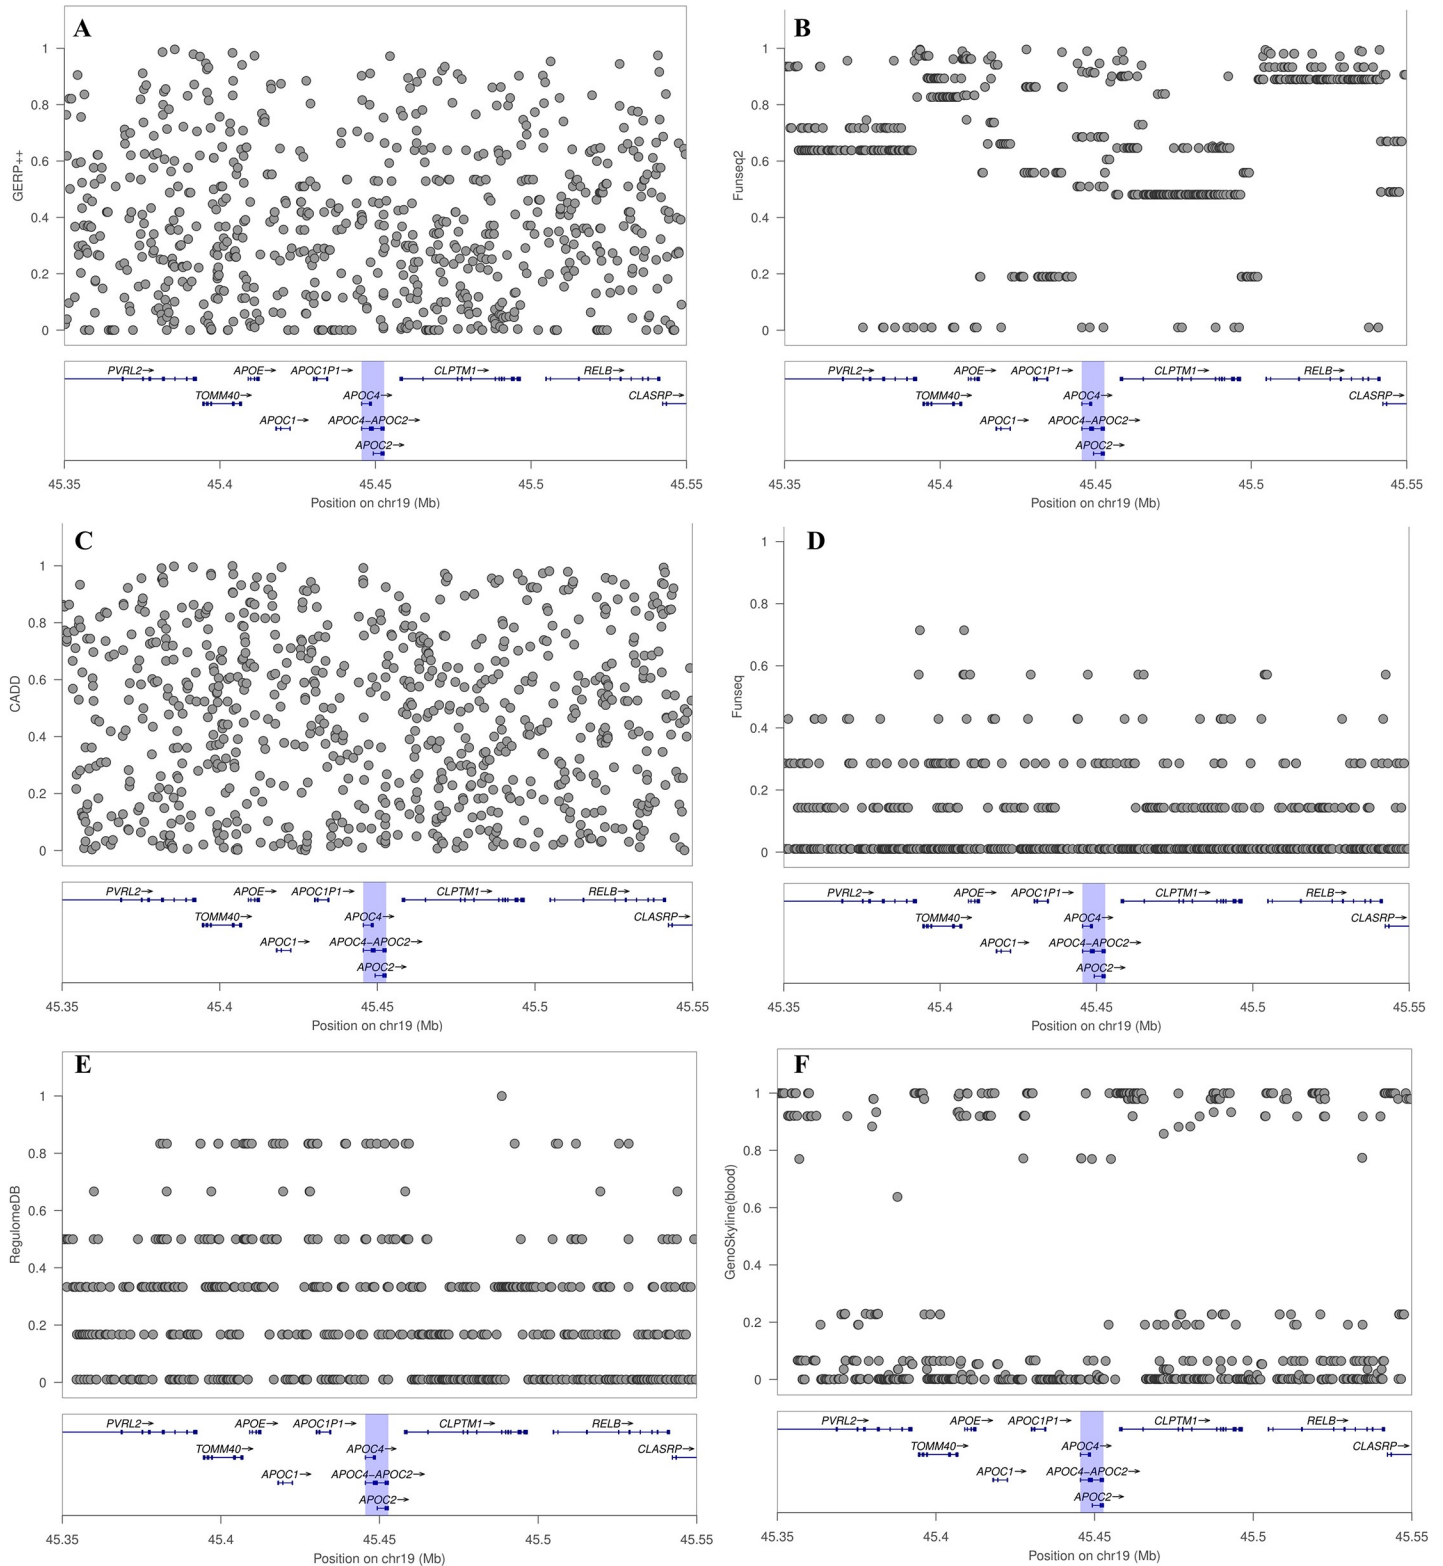 A
GERP++
1
0.8
0.6
0.4
0.2
0
PVRL2→ APOE→ APOC1P1→ CLPTM1→ RELB→
TOMM40→ APOC4→ CLASRP→
APOC1→ APOC4−APOC2→
APOC2→
45.35 45.4 45.45 45.5 45.55
Position on chr19 (Mb)
B
Funseq2
1
0.8
0.6
0.4
0.2
0
PVRL2→ APOE→ APOC1P1→ CLPTM1→ RELB→
TOMM40→ APOC4→ CLASRP→
APOC1→ APOC4−APOC2→
APOC2→
45.35 45.4 45.45 45.5 45.55
Position on chr19 (Mb)
C
CADD
1
0.8
0.6
0.4
0.2
0
PVRL2→ APOE→ APOC1P1→ CLPTM1→ RELB→
TOMM40→ APOC4→ CLASRP→
APOC1→ APOC4−APOC2→
APOC2→
45.35 45.4 45.45 45.5 45.55
Position on chr19 (Mb)
D
Funseq
1
0.8
0.6
0.4
0.2
0
PVRL2→ APOE→ APOC1P1→ CLPTM1→ RELB→
TOMM40→ APOC4→ CLASRP→
APOC1→ APOC4−APOC2→
APOC2→
45.35 45.4 45.45 45.5 45.55
Position on chr19 (Mb)
E
RegulomeDB
1
0.8
0.6
0.4
0.2
0
PVRL2→ APOE→ APOC1P1→ CLPTM1→ RELB→
TOMM40→ APOC4→ CLASRP→
APOC1→ APOC4−APOC2→
APOC2→
45.35 45.4 45.45 45.5 45.55
Position on chr19 (Mb)
F
GenoSkyline(blood)
1
0.8
0.6
0.4
0.2
0
PVRL2→ APOE→ APOC1P1→ CLPTM1→ RELB→
TOMM40→ APOC4→ CLASRP→
APOC1→ APOC4−APOC2→
APOC2→
45.35 45.4 45.45 45.5 45.55
Position on chr19 (Mb)